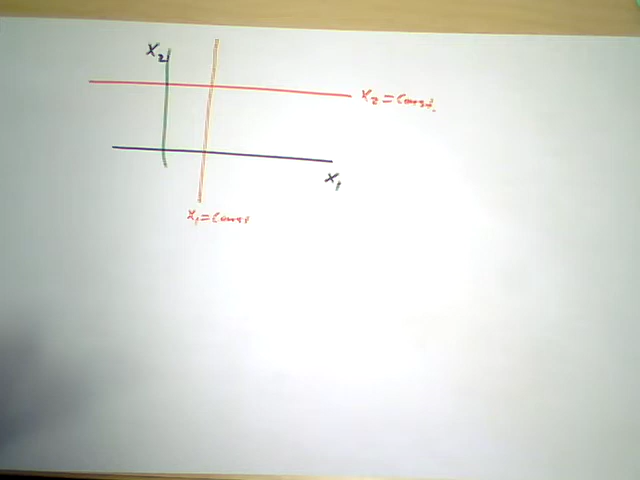 X₂
X₂ = Const.
X₁
X₁ = Const